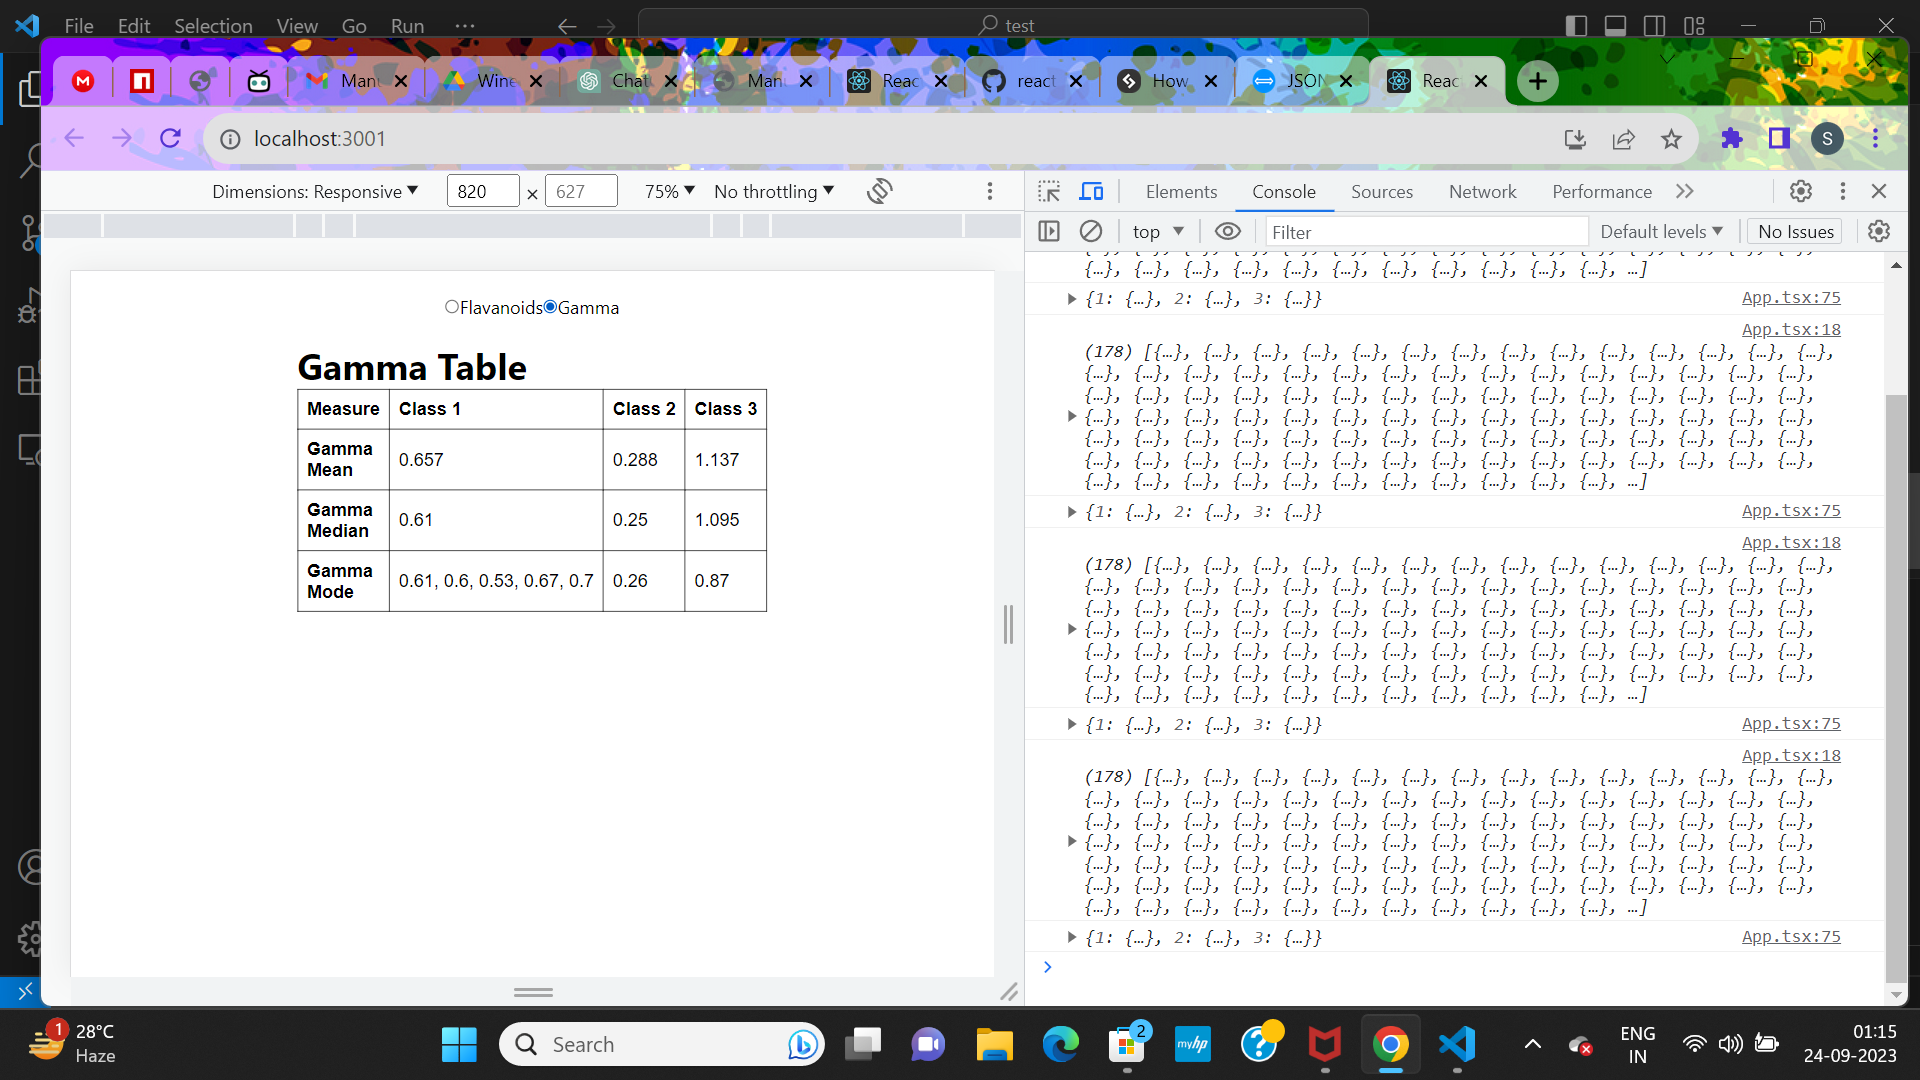 File Edit Selection View Go Run ··· test
Manu Wine Chat Manu Reac react How JSON Reac
localhost:3001 S
Dimensions: Responsive 820 × 627 75% No throttling
Elements Console Sources Network Performance
top Filter Default levels No Issues
Flavanoids Gamma
Gamma Table
Measure Class 1 Class 2 Class 3
Gamma Mean 0.657 0.288 1.137
Gamma Median 0.61 0.25 1.095
Gamma Mode 0.61, 0.6, 0.53, 0.67, 0.7 0.26 0.87
{…}, {…}, {…}, {…}, {…}, {…}, {…}, {…}, {…}, {…}, {…}, …]
{1: {…}, 2: {…}, 3: {…}} App.tsx:75
App.tsx:18
(178) [{…}, {…}, {…}, {…}, {…}, {…}, {…}, {…}, {…}, {…}, {…}, {…}, {…}, {…},
{…}, {…}, {…}, {…}, {…}, {…}, {…}, {…}, {…}, {…}, {…}, {…}, {…}, {…}, {…},
{…}, {…}, {…}, {…}, {…}, {…}, {…}, {…}, {…}, {…}, {…}, {…}, {…}, {…}, {…},
{…}, {…}, {…}, {…}, {…}, {…}, {…}, {…}, {…}, {…}, {…}, {…}, {…}, {…}, {…},
{…}, {…}, {…}, {…}, {…}, {…}, {…}, {…}, {…}, {…}, {…}, {…}, {…}, {…}, {…},
{…}, {…}, {…}, {…}, {…}, {…}, {…}, {…}, {…}, {…}, {…}, {…}, {…}, {…}, {…},
{…}, {…}, {…}, {…}, {…}, {…}, {…}, {…}, {…}, {…}, {…}, …]
{1: {…}, 2: {…}, 3: {…}} App.tsx:75
App.tsx:18
(178) [{…}, {…}, {…}, {…}, {…}, {…}, {…}, {…}, {…}, {…}, {…}, {…}, {…}, {…},
{…}, {…}, {…}, {…}, {…}, {…}, {…}, {…}, {…}, {…}, {…}, {…}, {…}, {…}, {…},
{…}, {…}, {…}, {…}, {…}, {…}, {…}, {…}, {…}, {…}, {…}, {…}, {…}, {…}, {…},
{…}, {…}, {…}, {…}, {…}, {…}, {…}, {…}, {…}, {…}, {…}, {…}, {…}, {…}, {…},
{…}, {…}, {…}, {…}, {…}, {…}, {…}, {…}, {…}, {…}, {…}, {…}, {…}, {…}, {…},
{…}, {…}, {…}, {…}, {…}, {…}, {…}, {…}, {…}, {…}, {…}, {…}, {…}, {…}, {…},
{…}, {…}, {…}, {…}, {…}, {…}, {…}, {…}, {…}, {…}, {…}, …]
{1: {…}, 2: {…}, 3: {…}} App.tsx:75
App.tsx:18
(178) [{…}, {…}, {…}, {…}, {…}, {…}, {…}, {…}, {…}, {…}, {…}, {…}, {…}, {…},
{…}, {…}, {…}, {…}, {…}, {…}, {…}, {…}, {…}, {…}, {…}, {…}, {…}, {…}, {…},
{…}, {…}, {…}, {…}, {…}, {…}, {…}, {…}, {…}, {…}, {…}, {…}, {…}, {…}, {…},
{…}, {…}, {…}, {…}, {…}, {…}, {…}, {…}, {…}, {…}, {…}, {…}, {…}, {…}, {…},
{…}, {…}, {…}, {…}, {…}, {…}, {…}, {…}, {…}, {…}, {…}, {…}, {…}, {…}, {…},
{…}, {…}, {…}, {…}, {…}, {…}, {…}, {…}, {…}, {…}, {…}, {…}, {…}, {…}, {…},
{…}, {…}, {…}, {…}, {…}, {…}, {…}, {…}, {…}, {…}, {…}, …]
{1: {…}, 2: {…}, 3: {…}} App.tsx:75
1 28°C
Haze
Search
2
myhp
ENG
IN
01:15
24-09-2023